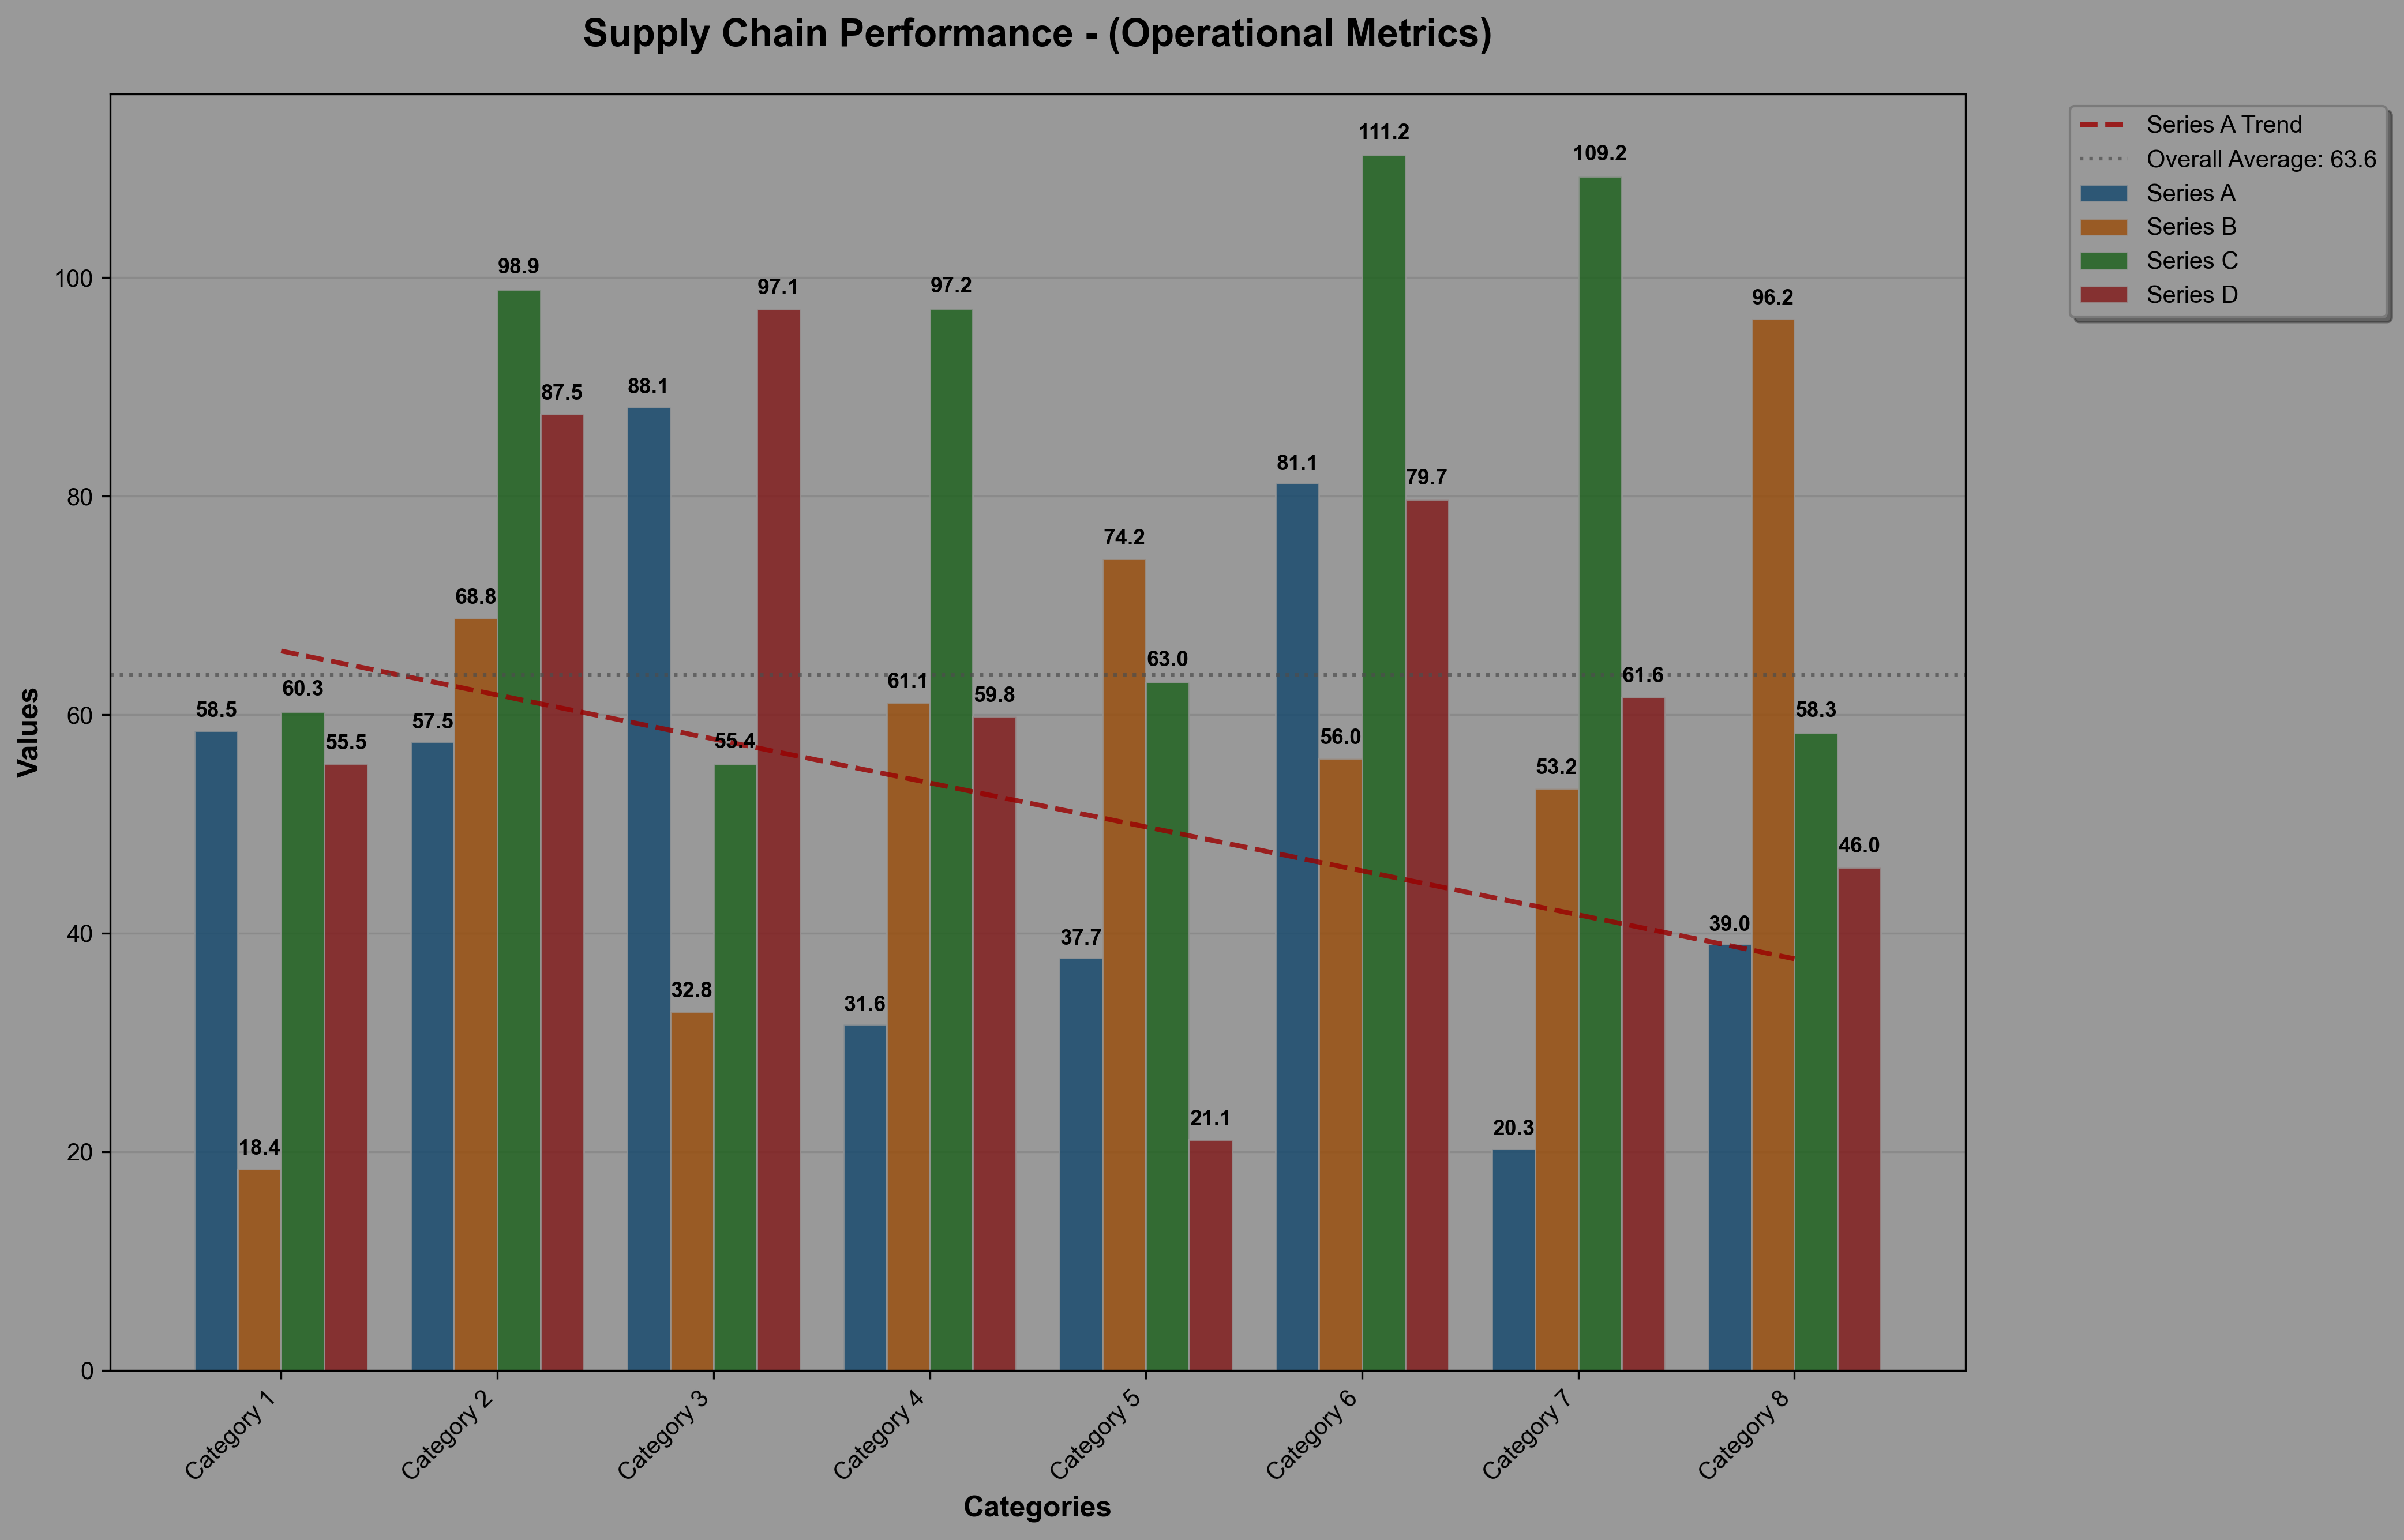 Supply Chain Performance - (Operational Metrics)
Series A Trend
Overall Average: 63.6
Series A
Series B
Series C
Series D
Values
100
80
60
40
20
0
58.5
18.4
60.3
55.5
57.5
68.8
98.9
87.5
88.1
32.8
55.4
97.1
31.6
61.1
97.2
59.8
37.7
74.2
63.0
21.1
81.1
56.0
111.2
79.7
20.3
53.2
109.2
61.6
39.0
96.2
58.3
46.0
Category 1
Category 2
Category 3
Category 4
Category 5
Category 6
Category 7
Category 8
Categories